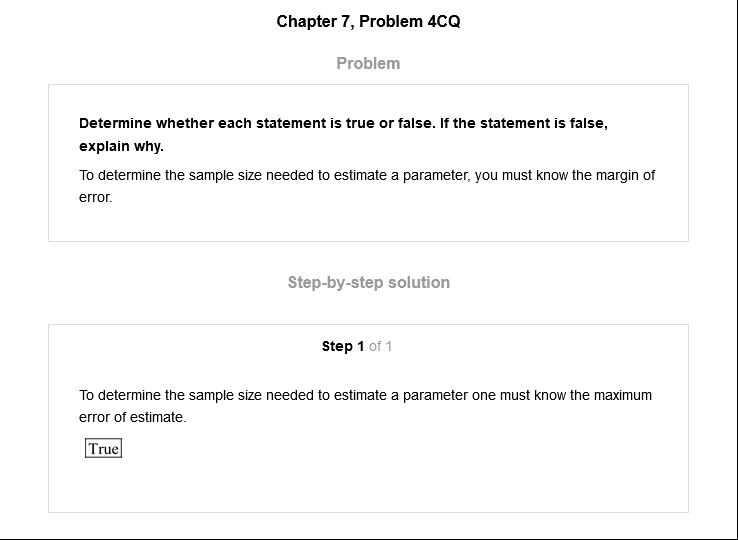 Chapter 7, Problem 4CQ
Problem
Determine whether each statement is true or false. If the statement is false,
explain why.
To determine the sample size needed to estimate a parameter, you must know the margin of
error.
Step-by-step solution
Step 1 of 1
To determine the sample size needed to estimate a parameter one must know the maximum
error of estimate.
True